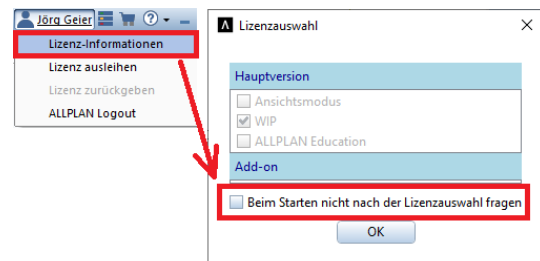 Jörg Geier
Lizenz-Informationen
Lizenz ausleihen
Lizenz zurückgeben
ALLPLAN Logout
Lizenzauswahl
Hauptversion
Ansichtsmodus
WIP
ALLPLAN Education
Add-on
Beim Starten nicht nach der Lizenzauswahl fragen
OK